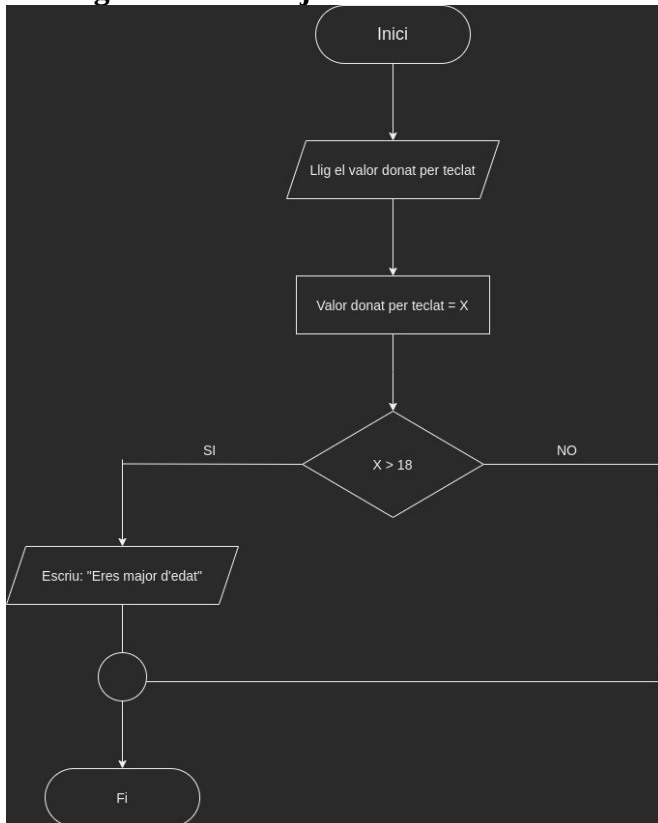 Inici
Llig el valor donat per teclat
Valor donat per teclat = X
X > 18
SI
NO
Escriu: "Eres major d'edat"
Fi